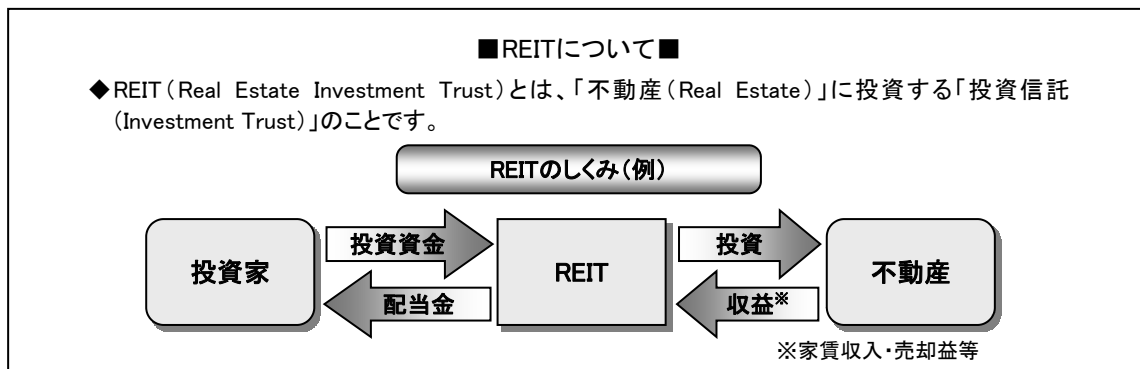 ■REITについて■
◆REIT(Real Estate Investment Trust)とは、「不動産(Real Estate)」に投資する「投資信託
(Investment Trust)」のことです。
REITのしくみ(例)
投資家
投資資金
配当金
REIT
投資
収益※
不動産
※家賃収入・売却益等